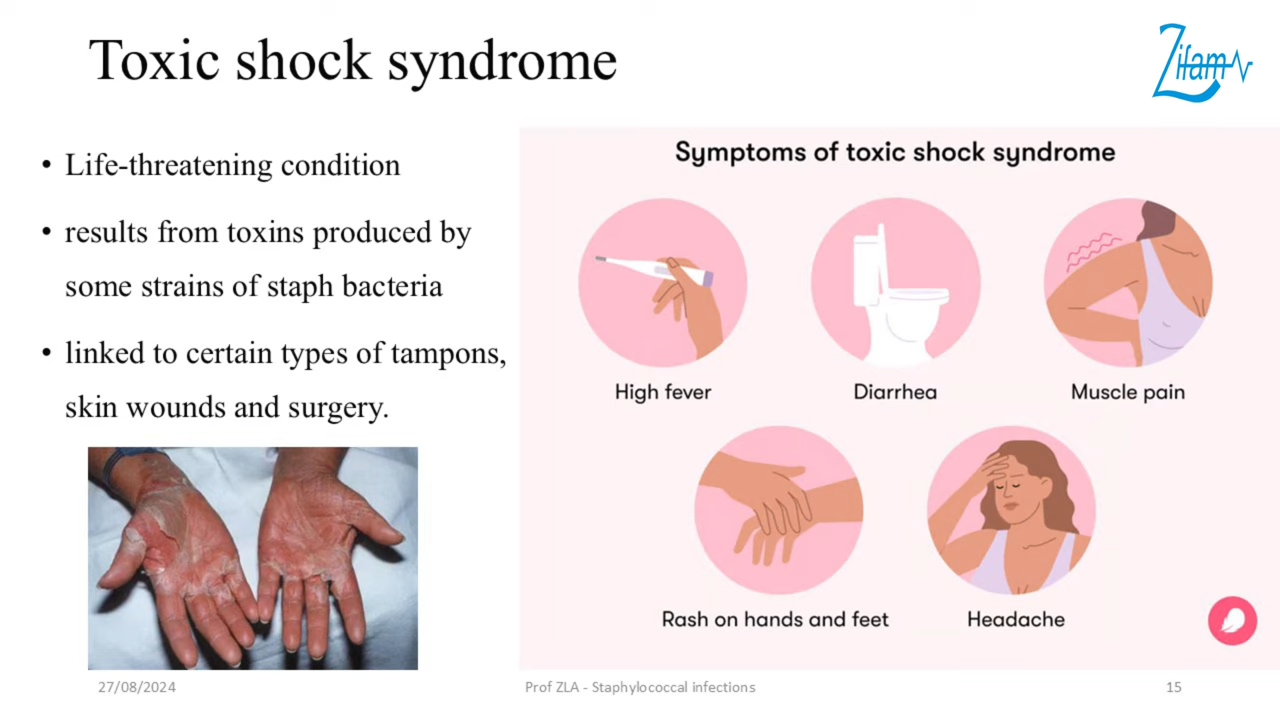 Toxic shock syndrome
Zifam
• Life-threatening condition
• results from toxins produced by
some strains of staph bacteria
• linked to certain types of tampons,
skin wounds and surgery.
Symptoms of toxic shock syndrome
High fever
Diarrhea
Muscle pain
Rash on hands and feet
Headache
27/08/2024
Prof ZLA - Staphylococcal infections
15